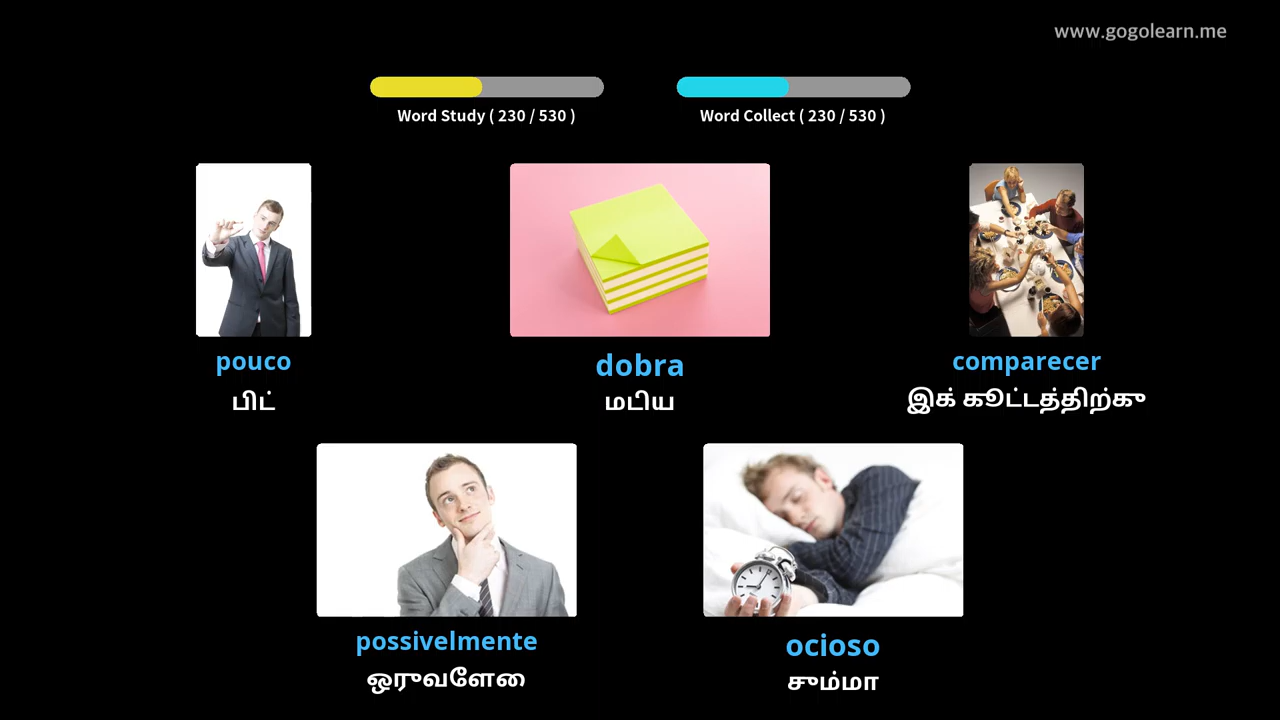 www.gogolearn.me
Word Study ( 230 / 530 )
Word Collect ( 230 / 530 )
pouco
பிட்
dobra
மடிய
comparecer
இக் கூட்டத்திற்கு
possivelmente
ஒருவளேை
ocioso
சும்மா